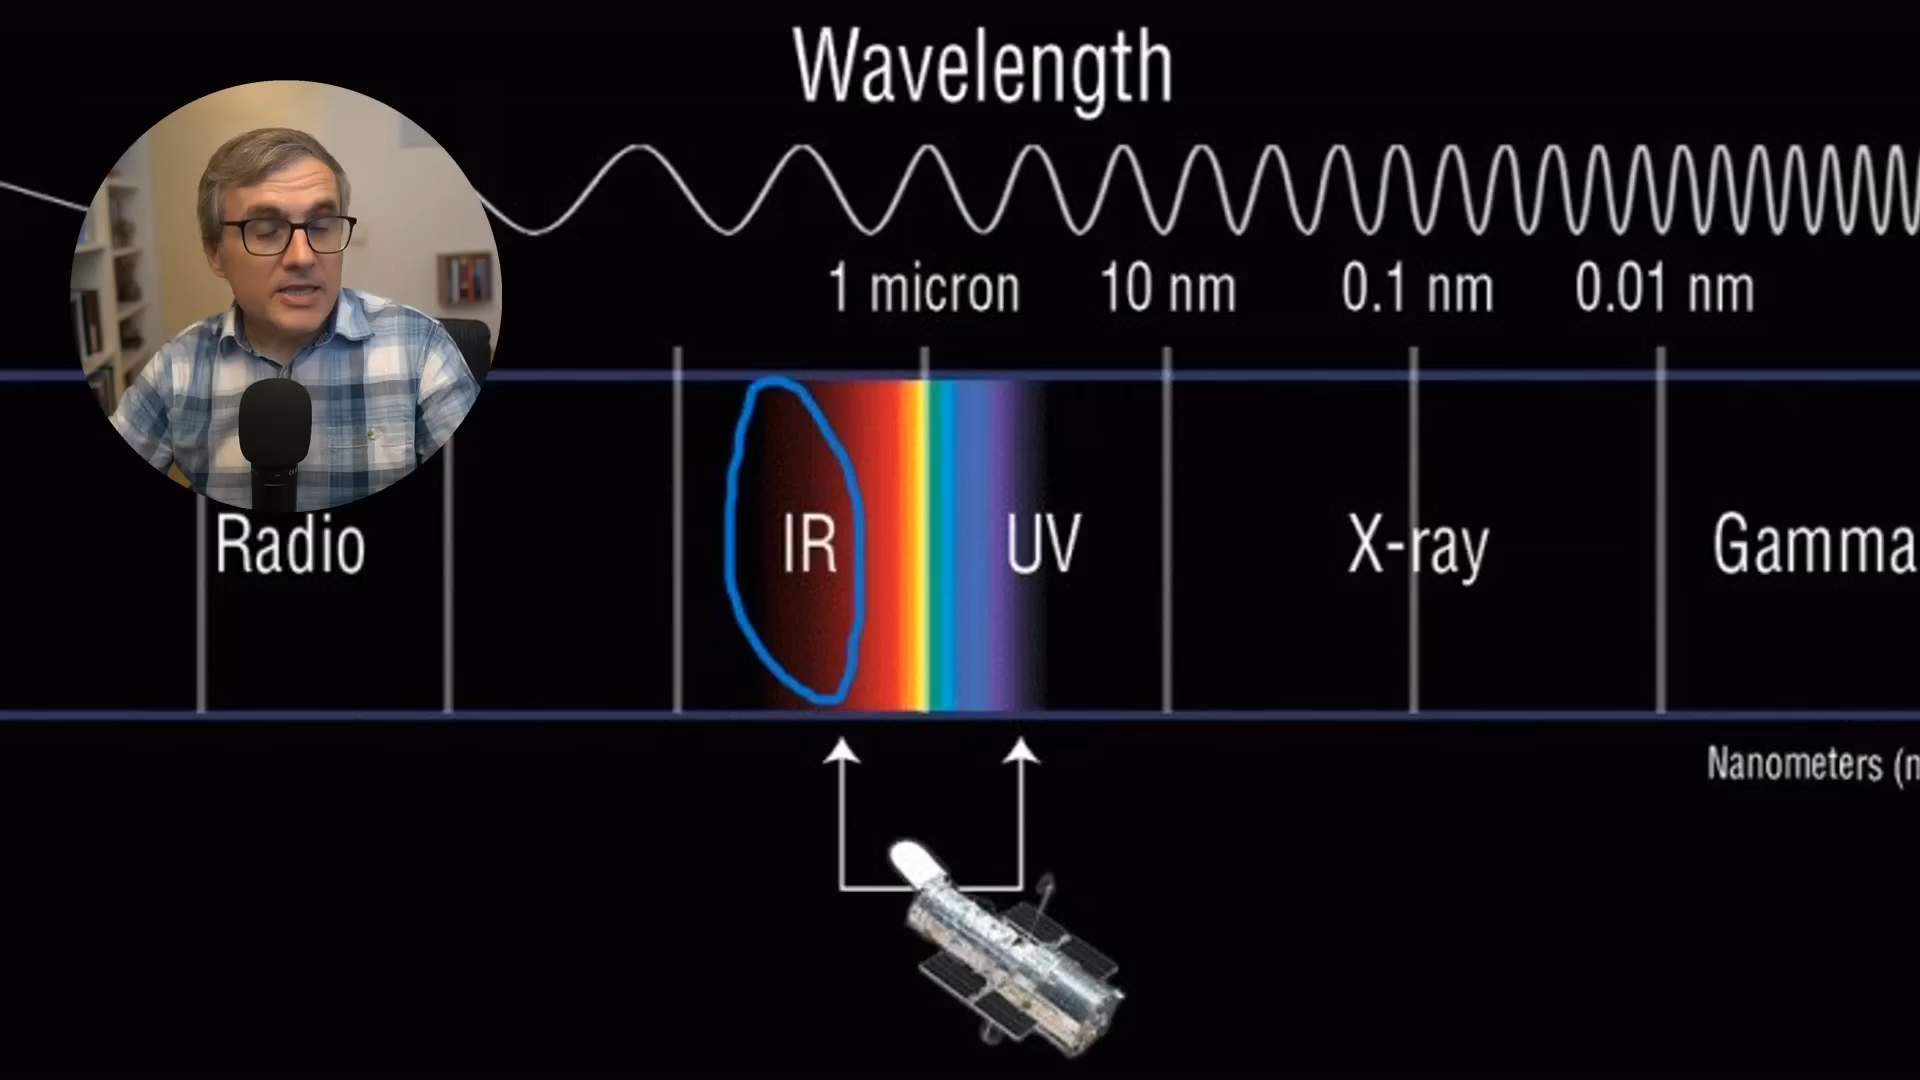 Wavelength
1 micron 10 nm 0.1 nm 0.01 nm
Radio IR UV X-ray Gamma
Nanometers (n